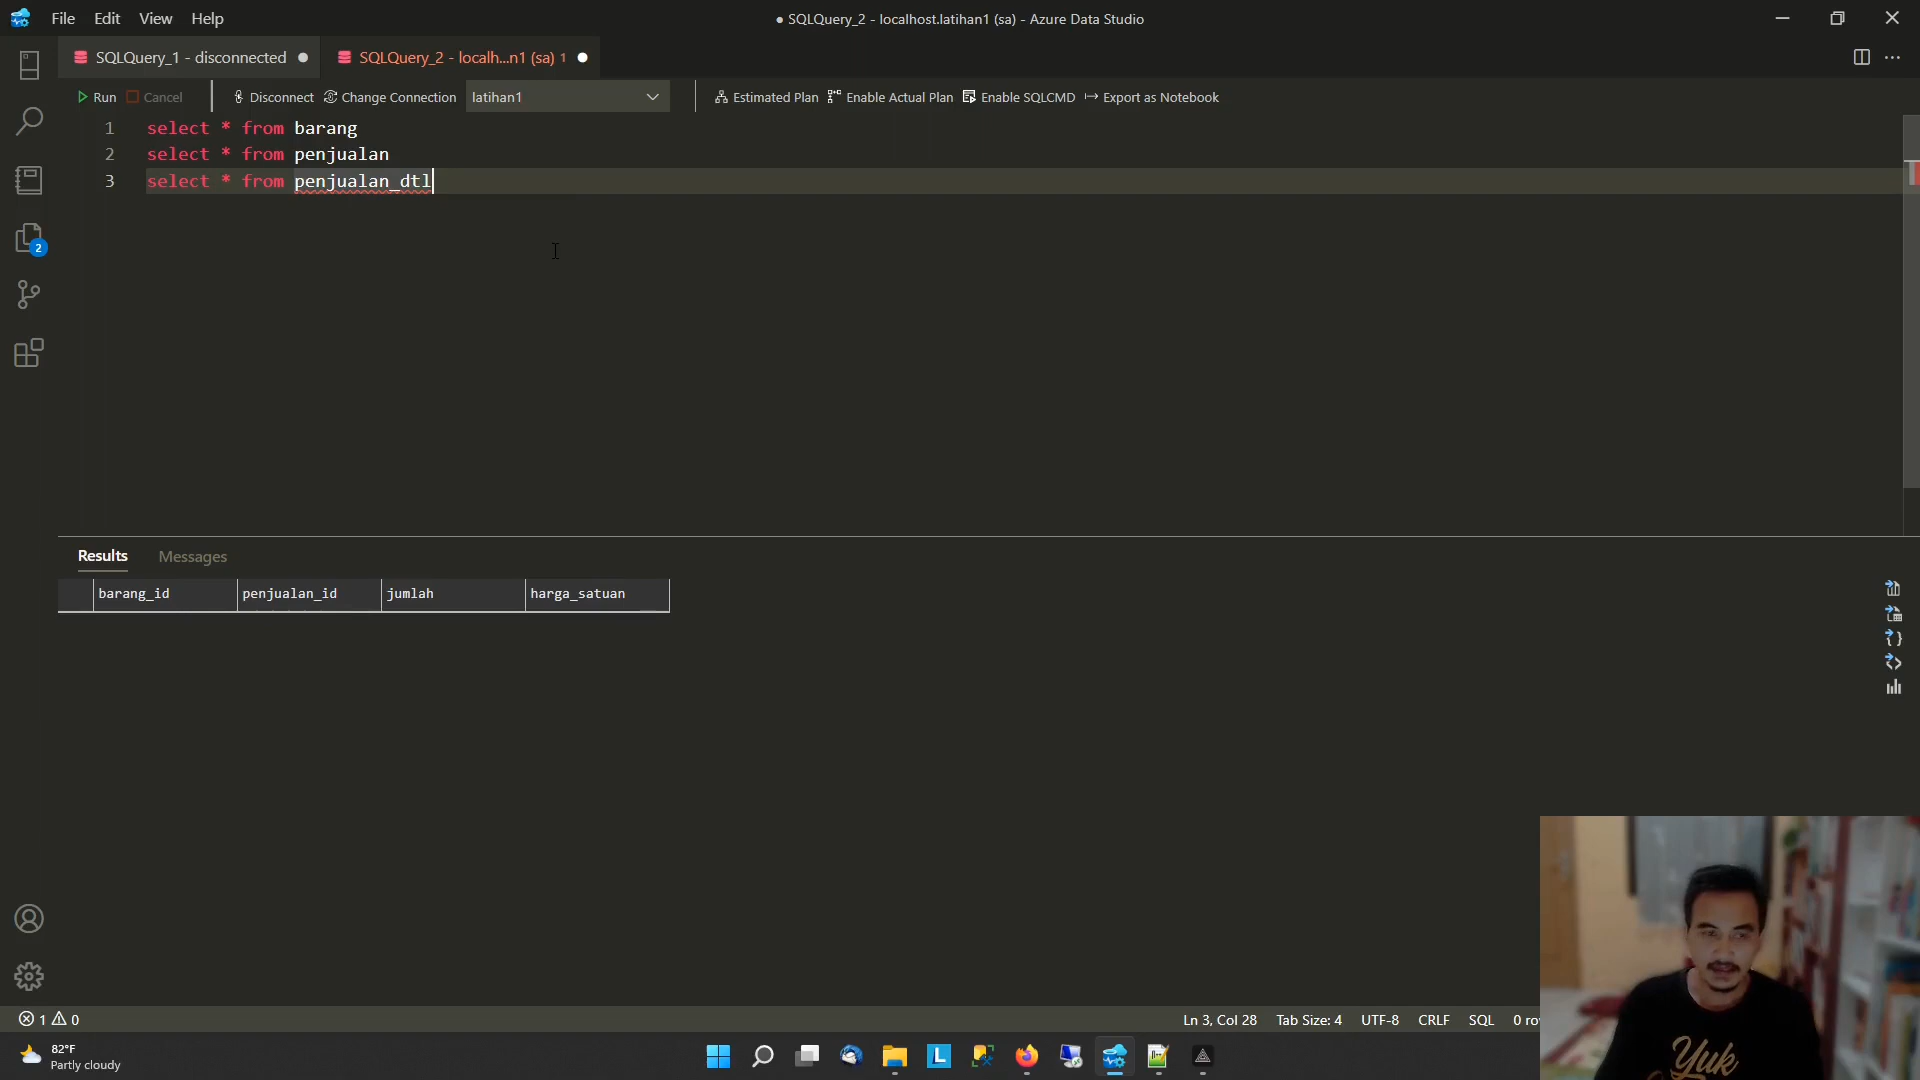 File Edit View Help
● SQLQuery_2 - localhost.latihan1 (sa) - Azure Data Studio
SQLQuery_1 - disconnected
SQLQuery_2 - localh...n1 (sa) 1
Run Cancel Disconnect Change Connection latihan1 Estimated Plan Enable Actual Plan Enable SQLCMD Export as Notebook
1 select * from barang
2 select * from penjualan
3 select * from penjualan_dtl
2
Results Messages
barang_id penjualan_id jumlah harga_satuan
1 0
Ln 3, Col 28 Tab Size: 4 UTF-8 CRLF SQL 0
82°F
Partly cloudy
L
Yuk